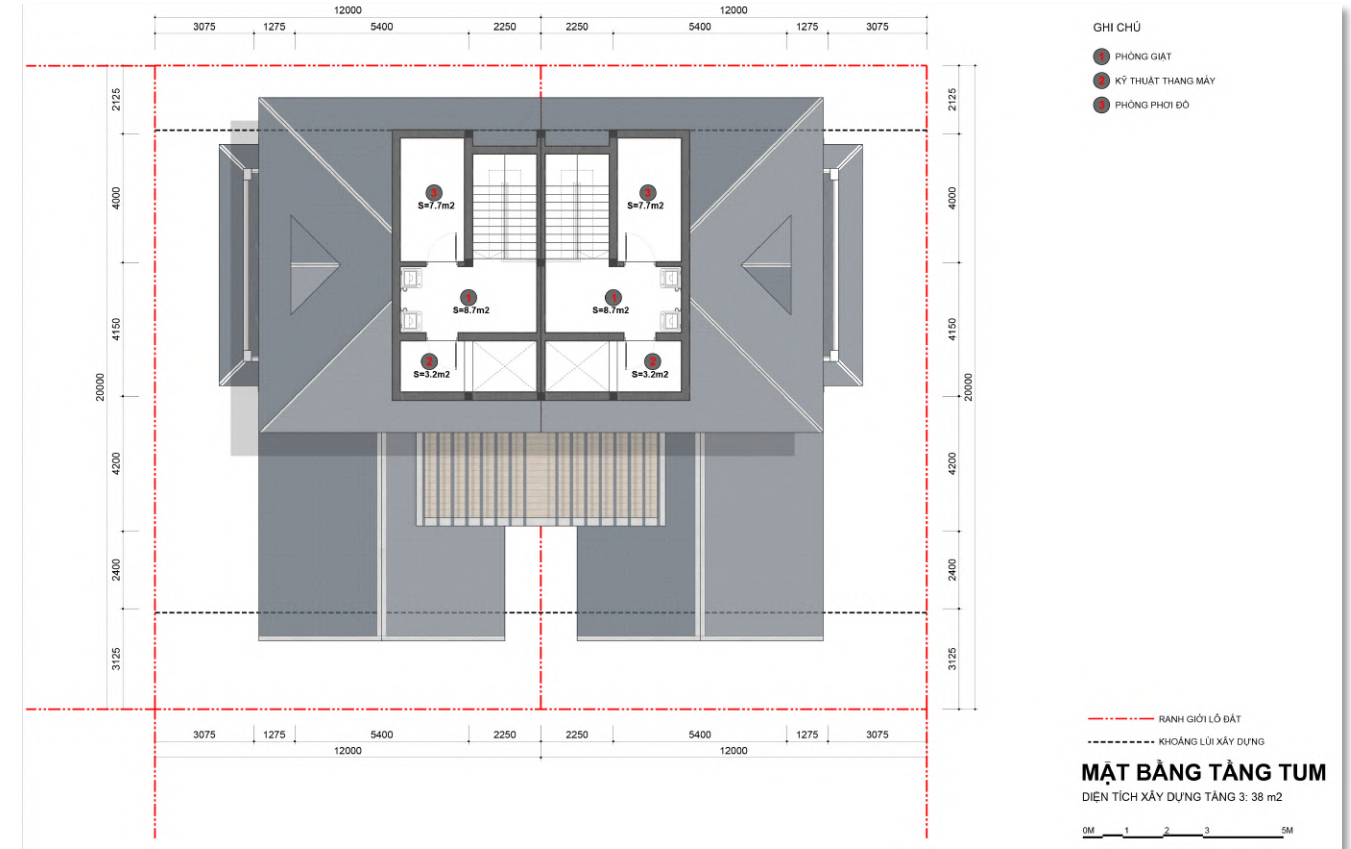 12000 12000
3075 1275 5400 2250 2250 5400 1275 3075
GHI CHÚ
1 PHÒNG GIẶT
2 KỸ THUẬT THANG MÁY
3 PHÒNG PHƠI ĐỒ
2125 2125
4000 4000
3 3
S=7.7m2 S=7.7m2
1 1
S=8.7m2 S=8.7m2
4150 4150
2 2
S=3.2m2 S=3.2m2
20000 20000
4200 4200
2400 2400
3125 3125
3075 1275 5400 2250 2250 5400 1275 3075
12000 12000
RANH GIỚI LÔ ĐẤT
KHOẢNG LÙI XÂY DỰNG
MẶT BẰNG TẦNG TUM
DIỆN TÍCH XÂY DỰNG TẦNG 3: 38 m2
0M 1 2 3 5M